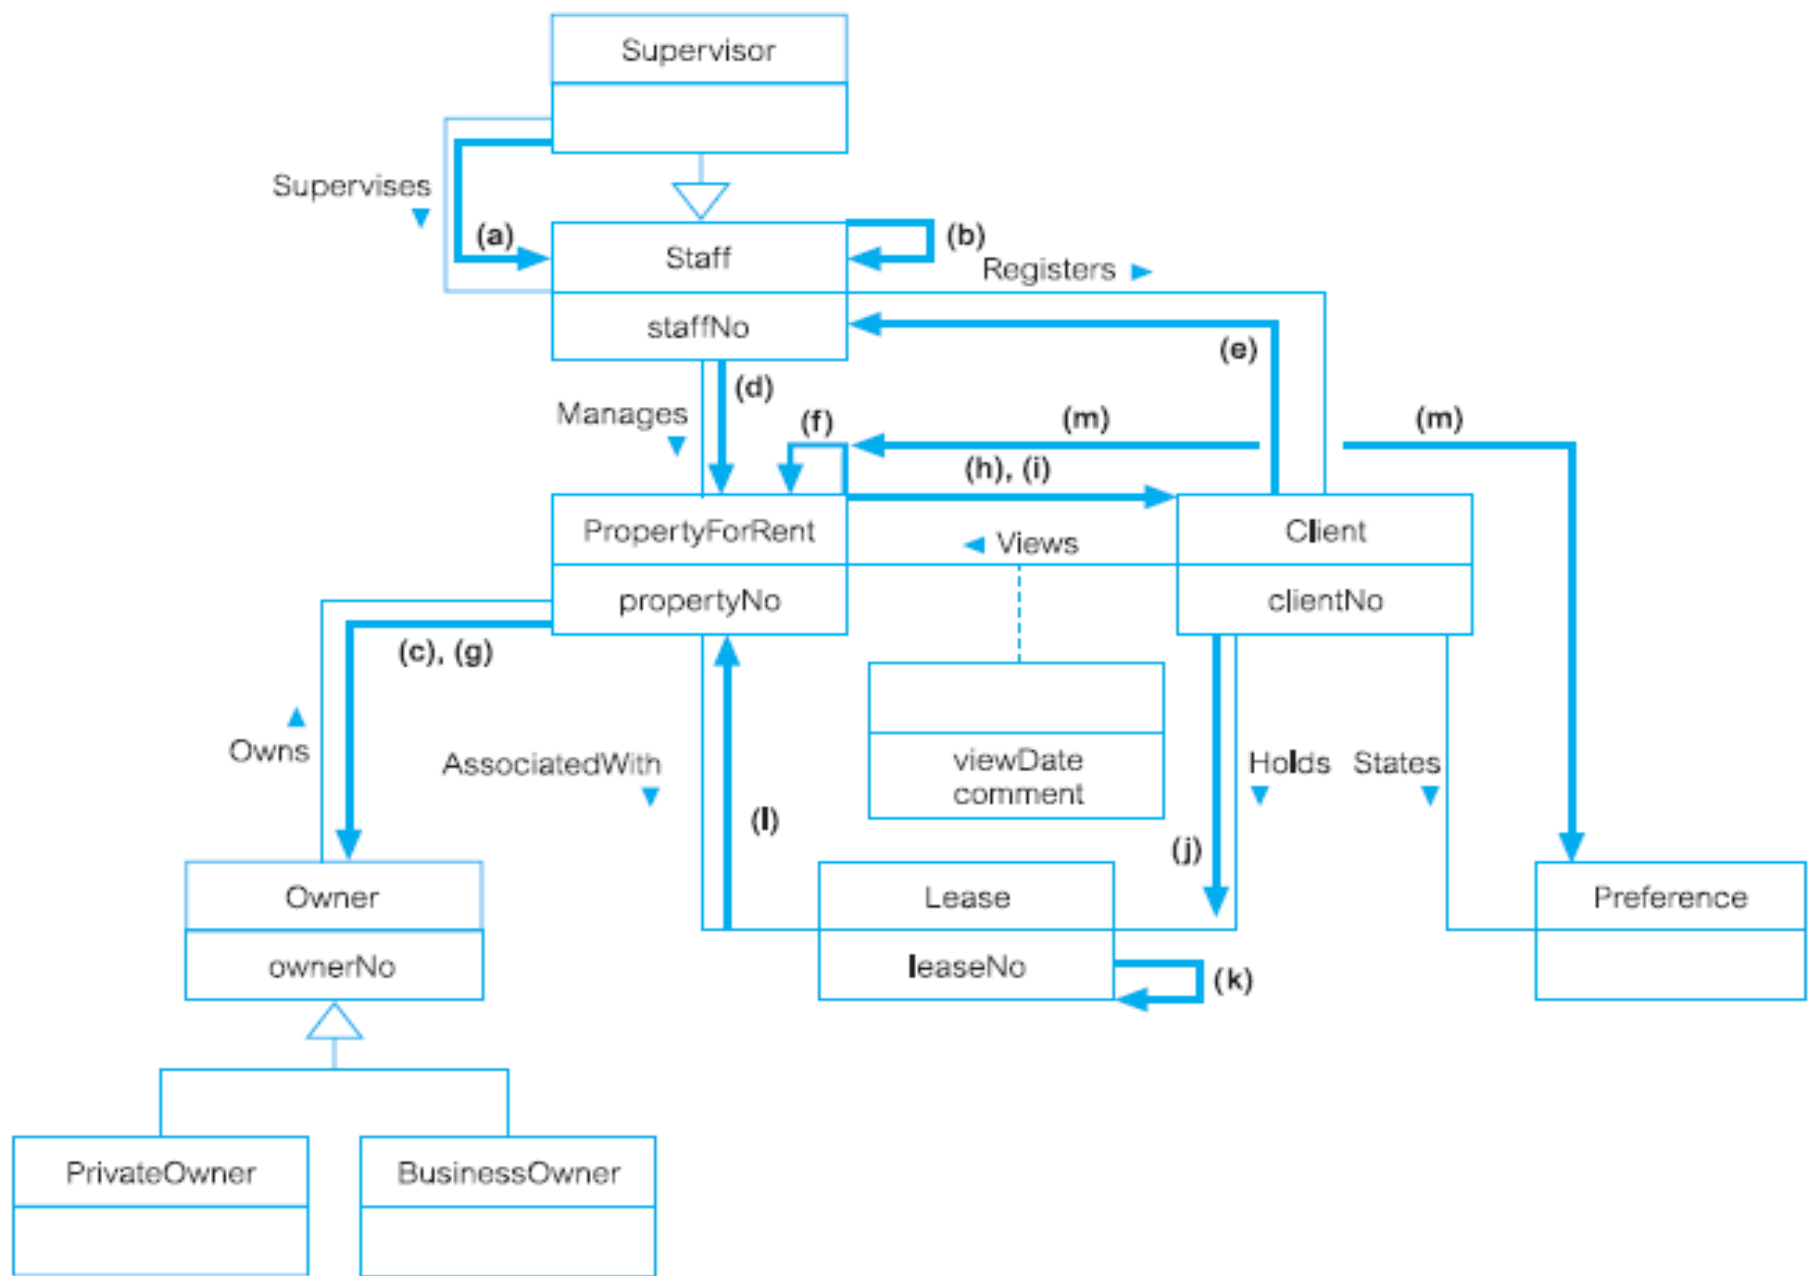 Supervisor
Supervises
(a)
(b)
Staff
Registers
staffNo
(e)
(d)
Manages
(f)
(m)
(m)
(h), (i)
PropertyForRent
Views
Client
propertyNo
clientNo
(c), (g)
Owns
AssociatedWith
viewDate
comment
Holds
States
(l)
(j)
Owner
Lease
Preference
ownerNo
leaseNo
(k)
PrivateOwner
BusinessOwner